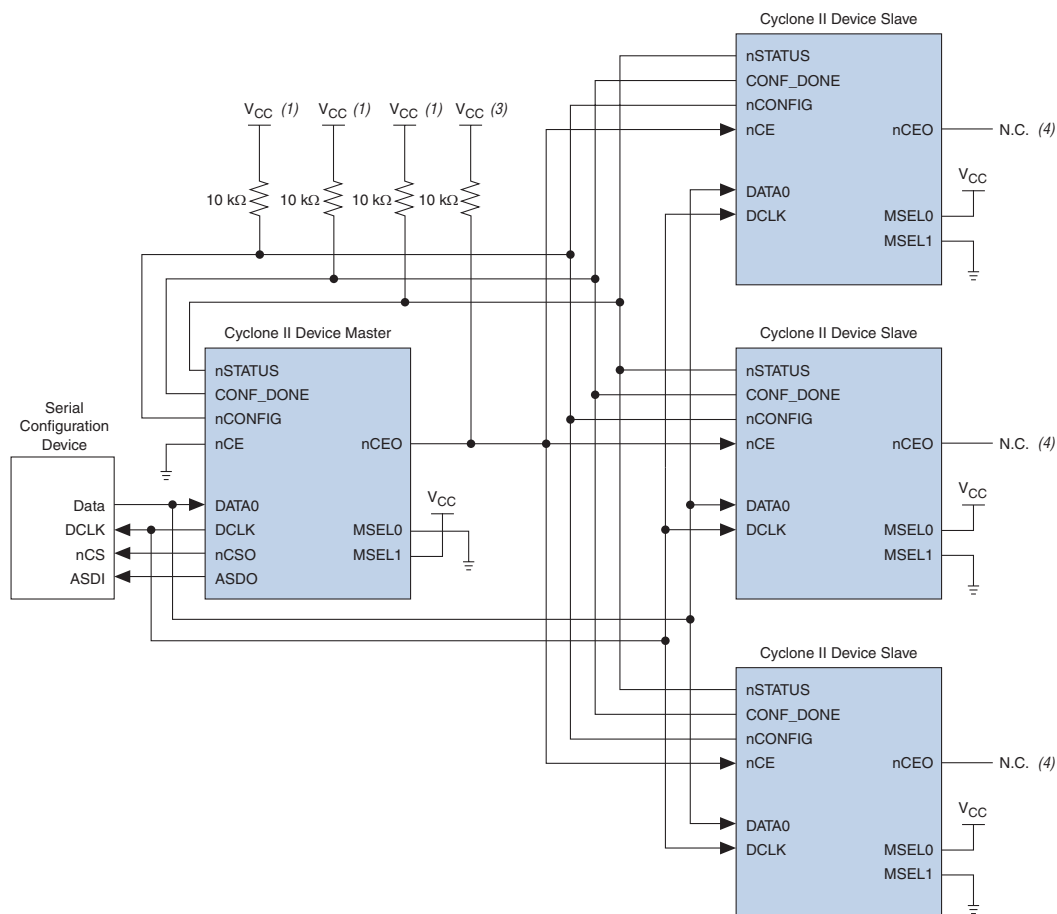 Cyclone II Device Slave
nSTATUS
CONF_DONE
nCONFIG
nCE
nCEO
N.C. (4)
VCC
DATA0
DCLK
MSEL0
MSEL1
VCC (1)
VCC (1)
VCC (1)
VCC (3)
10 kΩ
10 kΩ
10 kΩ
10 kΩ
Cyclone II Device Master
nSTATUS
CONF_DONE
nCONFIG
nCE
nCEO
DATA0
DCLK
nCSO
ASDO
VCC
MSEL0
MSEL1
Serial
Configuration
Device
Data
DCLK
nCS
ASDI
Cyclone II Device Slave
nSTATUS
CONF_DONE
nCONFIG
nCE
nCEO
N.C. (4)
VCC
DATA0
DCLK
MSEL0
MSEL1
Cyclone II Device Slave
nSTATUS
CONF_DONE
nCONFIG
nCE
nCEO
N.C. (4)
VCC
DATA0
DCLK
MSEL0
MSEL1